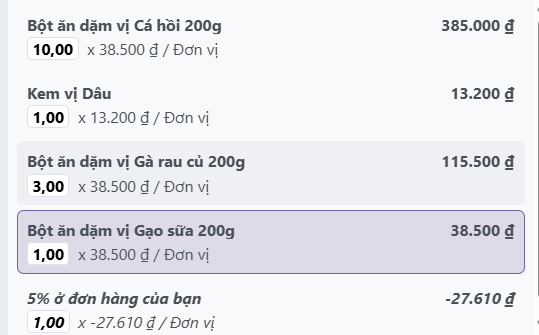 Bột ăn dặm vị Cá hồi 200g 385.000 ₫
10,00 x 38.500 ₫ / Đơn vị
Kem vị Dâu 13.200 ₫
1,00 x 13.200 ₫ / Đơn vị
Bột ăn dặm vị Gà rau củ 200g 115.500 ₫
3,00 x 38.500 ₫ / Đơn vị
Bột ăn dặm vị Gạo sữa 200g 38.500 ₫
1,00 x 38.500 ₫ / Đơn vị
5% ở đơn hàng của bạn -27.610 ₫
1,00 x -27.610 ₫ / Đơn vị